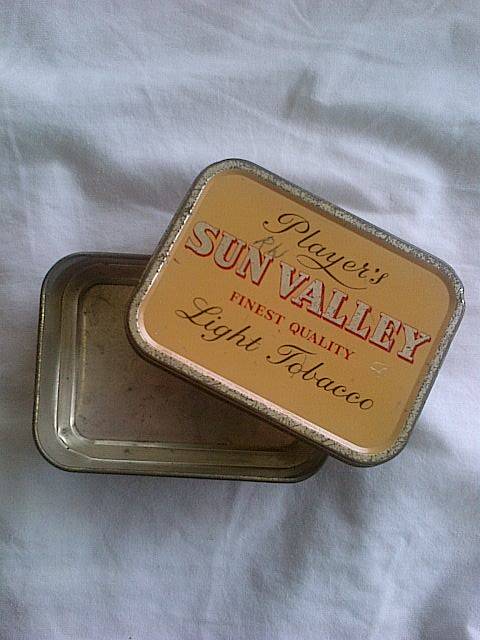 Player's
SUN VALLEY
FINEST QUALITY
Light Tobacco